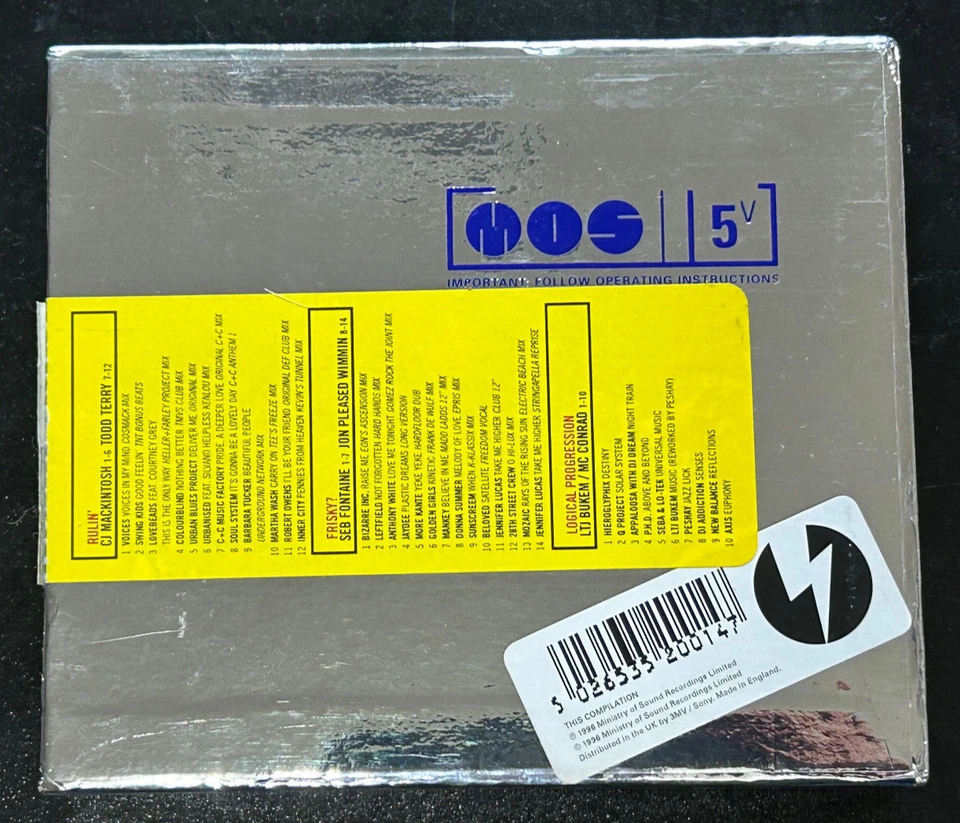 MOS 5V
IMPORTANT: FOLLOW OPERATING INSTRUCTIONS
RULIN'
CJ MACKINTOSH 1-6 TODD TERRY 7-12
1 VOICES VOICES IN MY MIND COSMACK MIX
2 SWING KIDS GOOD FEELIN' TNT BONUS BEATS
3 LOVEBEADS FEAT. COURTNEY GREY
THIS IS THE ONLY WAY HELLER+FARLEY PROJECT MIX
4 COLOURBLIND NOTHING BETTER TMVS CLUB MIX
5 URBAN BLUES PROJECT DELIVER ME ORIGINAL MIX
6 URBANISED FEAT. SILVANO HELPLESS KENLOU MIX
7 C+C MUSIC FACTORY PRIDE, A DEEPER LOVE ORIGINAL C+C MIX
8 SOUL SYSTEM IT'S GONNA BE A LOVELY DAY C+C ANTHEM 1
9 BARBARA TUCKER BEAUTIFUL PEOPLE
UNDERGROUND NETWORK MIX
10 MARTHA WASH CARRY ON TEE'S FREEZE MIX
11 ROBERT OWENS I'LL BE YOUR FRIEND ORIGINAL DEF CLUB MIX
12 INNER CITY PENNIES FROM HEAVEN KEVIN'S TUNNEL MIX
FRISKY?
SEB FONTAINE 1-7 JON PLEASED WIMMIN 8-14
1 BIZARRE INC. RAISE ME EON'S ASCENSION MIX
2 LEFTFIELD NOT FORGOTTEN HARD HANDS MIX
3 ANTHONY WHITE LOVE ME TONIGHT GOMEZ ROCK THE JOINT MIX
4 JAYDEE PLASTIC DREAMS LONG VERSION
5 MORE KANTE YEKE YEKE HARDFLOOR DUB
6 GOLDEN GIRLS KINETIC FRANK DE WULF MIX
7 MANKEY BELIEVE IN ME MADD LADDS 12" MIX
8 DONNA SUMMER MELODY OF LOVE EPRIS MIX
9 SUNSCREEM WHEN K-KLASSIX MIX
10 BELOVED SATELLITE FREEDOM VOCAL
11 JENNIFER LUCAS TAKE ME HIGHER CLUB 12"
12 28TH STREET CREW O HI-LUX MIX
13 MOZAIC RAYS OF THE RISING SUN ELECTRIC BEACH MIX
14 JENNIFER LUCAS TAKE ME HIGHER STRINGAPELLA REPRISE
LOGICAL PROGRESSION
LTJ BUKEM / MC CONRAD 1-10
1 HIEROGLYPHIX DESTINY
2 Q PROJECT SOLAR SYSTEM
3 APPALOOSA WITH DJ DREAM NIGHT TRAIN
4 P.H.D. ABOVE AND BEYOND
5 SEBA & LO-TEK UNIVERSAL MUSIC
6 LTJ BUKEM MUSIC (REWORKED BY PESHAY)
7 PESHAY JAZZ LICK
8 DJ ADDICTION SENSES
9 NEW BALANCE REFLECTIONS
10 AXIS EUPHONY
5 026535 200147
THIS COMPILATION
℗ 1996 Ministry of Sound Recordings Limited
© 1996 Ministry of Sound Recordings Limited
Distributed in the UK by 3MV / Sony. Made in England.